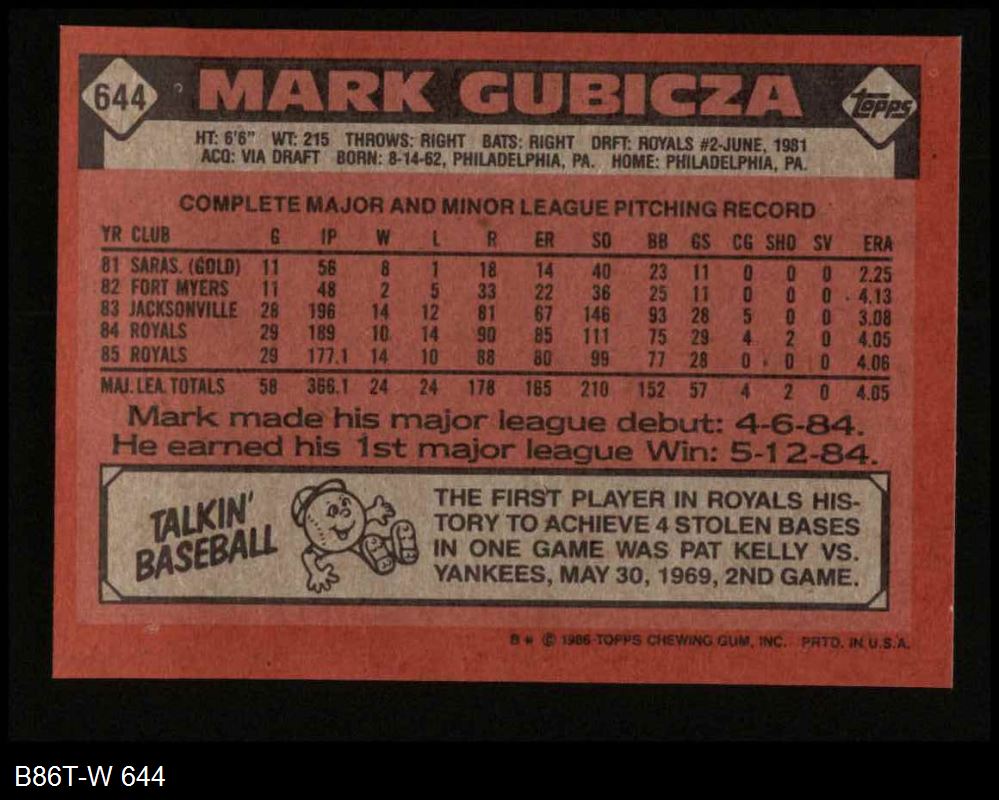 644 MARK GUBICZA Topps
HT: 6'6" WT: 215 THROWS: RIGHT BATS: RIGHT DRFT: ROYALS #2-JUNE, 1981
ACQ: VIA DRAFT BORN: 8-14-62, PHILADELPHIA, PA. HOME: PHILADELPHIA, PA.
COMPLETE MAJOR AND MINOR LEAGUE PITCHING RECORD
YR CLUB G IP W L R ER SO BB GS CG SHO SV ERA
81 SARAS. (GOLD) 11 56 8 1 18 14 40 23 11 0 0 0 2.25
82 FORT MYERS 11 48 2 5 33 22 36 25 11 0 0 0 4.13
83 JACKSONVILLE 28 196 14 12 81 67 146 93 28 5 0 0 3.08
84 ROYALS 29 189 10 14 90 85 111 75 29 4 2 0 4.05
85 ROYALS 29 177.1 14 10 88 80 99 77 28 0 0 0 4.06
MAJ. LEA. TOTALS 58 366.1 24 24 178 165 210 152 57 4 2 0 4.05
Mark made his major league debut: 4-6-84.
He earned his 1st major league Win: 5-12-84.
TALKIN'
BASEBALL
THE FIRST PLAYER IN ROYALS HIS-
TORY TO ACHIEVE 4 STOLEN BASES
IN ONE GAME WAS PAT KELLY VS.
YANKEES, MAY 30, 1969, 2ND GAME.
B * © 1986 TOPPS CHEWING GUM, INC. PRTD. IN U.S.A.
B86T-W 644